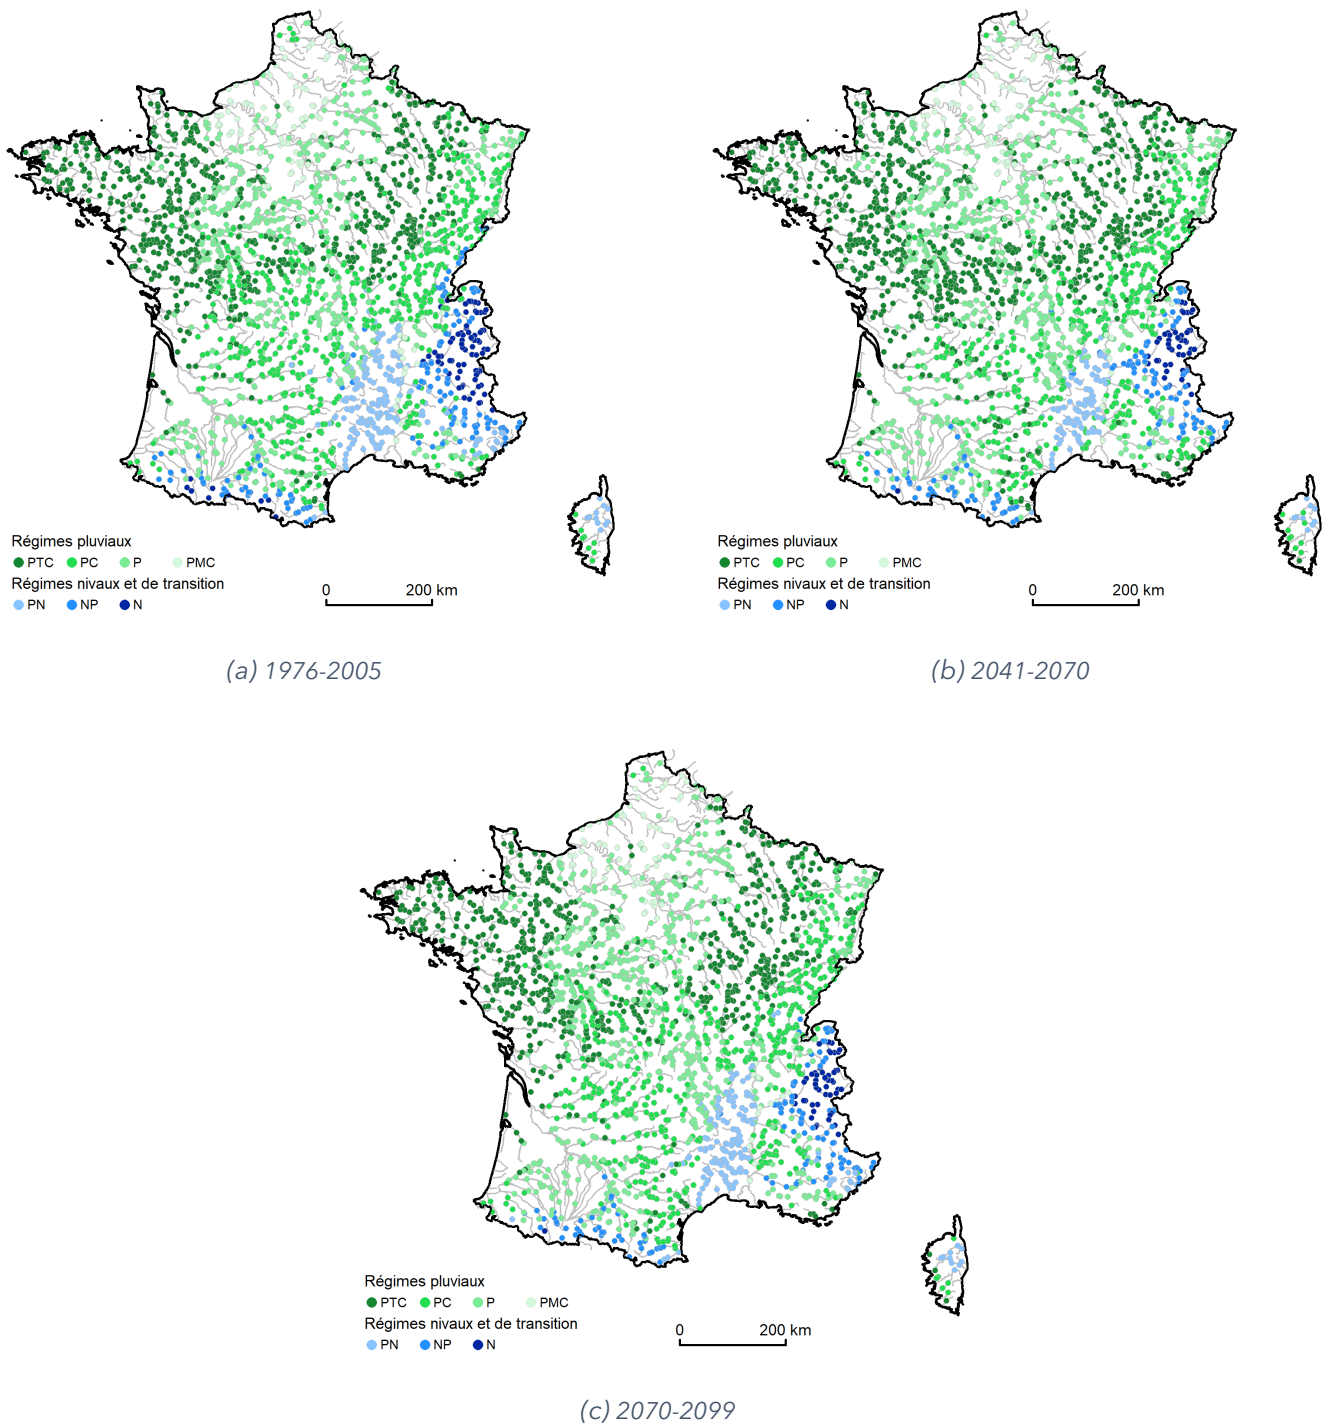 Régimes pluviaux
PTC PC P PMC
Régimes nivaux et de transition
PN NP N
0 200 km
(a) 1976-2005
Régimes pluviaux
PTC PC P PMC
Régimes nivaux et de transition
PN NP N
0 200 km
(b) 2041-2070
Régimes pluviaux
PTC PC P PMC
Régimes nivaux et de transition
PN NP N
0 200 km
(c) 2070-2099